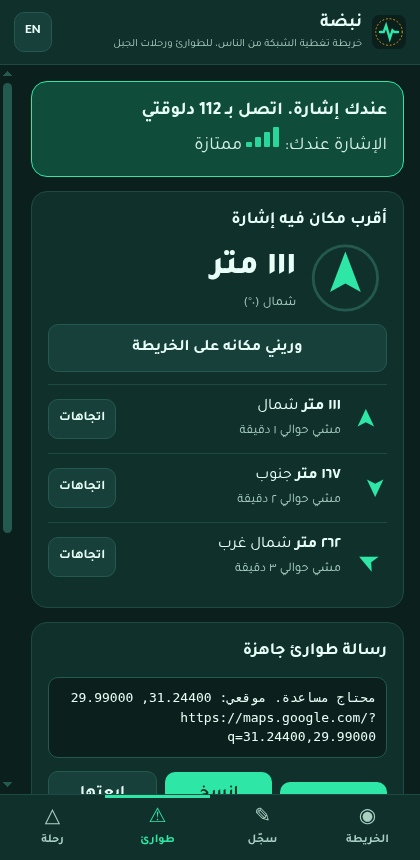 نبضة
خريطة تغطية الشبكة من الناس، للطوارئ ورحلات الجبل
EN
عندك إشارة. اتصل بـ 112 دلوقتي
الإشارة عندك: ممتازة
أقرب مكان فيه إشارة
١١١ متر
شمال (٠°)
وريني مكانه على الخريطة
١١١ متر شمال
مشي حوالي ١ دقيقة
اتجاهات
١٦٧ متر جنوب
مشي حوالي ٢ دقيقة
اتجاهات
٢٦٢ متر شمال غرب
مشي حوالي ٣ دقيقة
اتجاهات
رسالة طوارئ جاهزة
محتاج مساعدة. موقعي: 31.24400, 29.99000
https://maps.google.com/?
q=31.24400,29.99000
انسخ
ابعتها
الخريطة
سجّل
طوارئ
رحلة